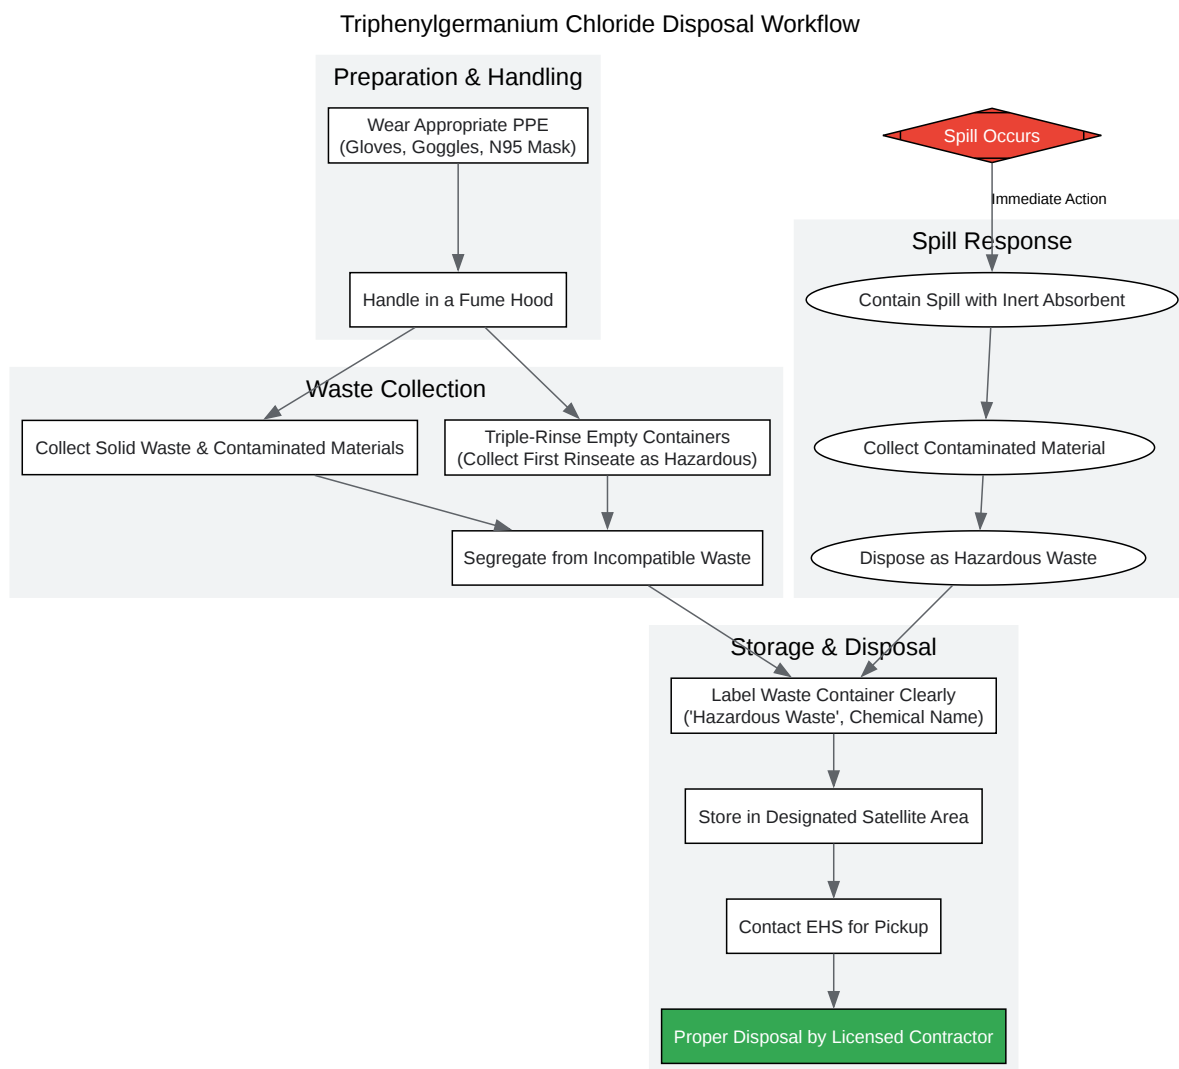 Triphenylgermanium Chloride Disposal Workflow
Preparation & Handling
Wear Appropriate PPE
(Gloves, Goggles, N95 Mask)
Handle in a Fume Hood
Spill Occurs
Immediate Action
Spill Response
Contain Spill with Inert Absorbent
Collect Contaminated Material
Dispose as Hazardous Waste
Waste Collection
Collect Solid Waste & Contaminated Materials
Triple-Rinse Empty Containers
(Collect First Rinseate as Hazardous)
Segregate from Incompatible Waste
Storage & Disposal
Label Waste Container Clearly
('Hazardous Waste', Chemical Name)
Store in Designated Satellite Area
Contact EHS for Pickup
Proper Disposal by Licensed Contractor